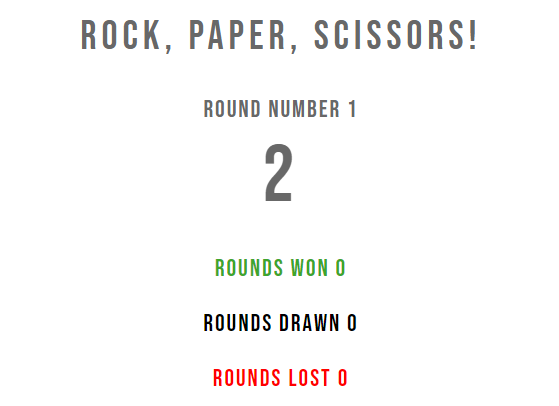 ROCK, PAPER, SCISSORS!
ROUND NUMBER 1
2
ROUNDS WON 0
ROUNDS DRAWN 0
ROUNDS LOST 0